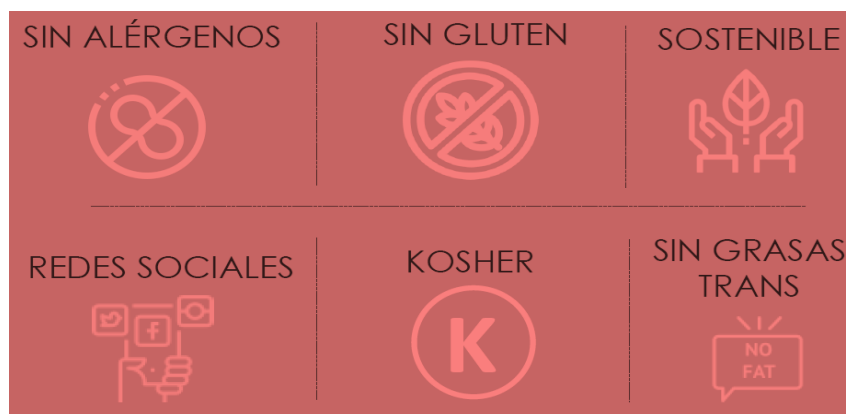 SIN ALÉRGENOS
SIN GLUTEN
SOSTENIBLE
REDES SOCIALES
KOSHER
K
SIN GRASAS
TRANS
NO
FAT